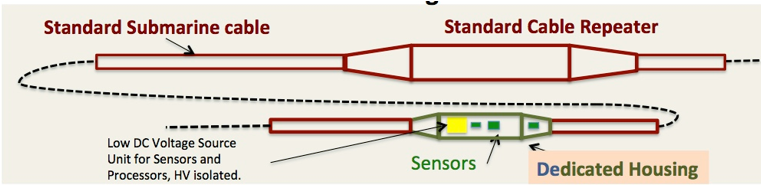 Standard Submarine cable
Standard Cable Repeater
Low DC Voltage Source
Unit for Sensors and
Processors, HV isolated.
Sensors
Dedicated Housing